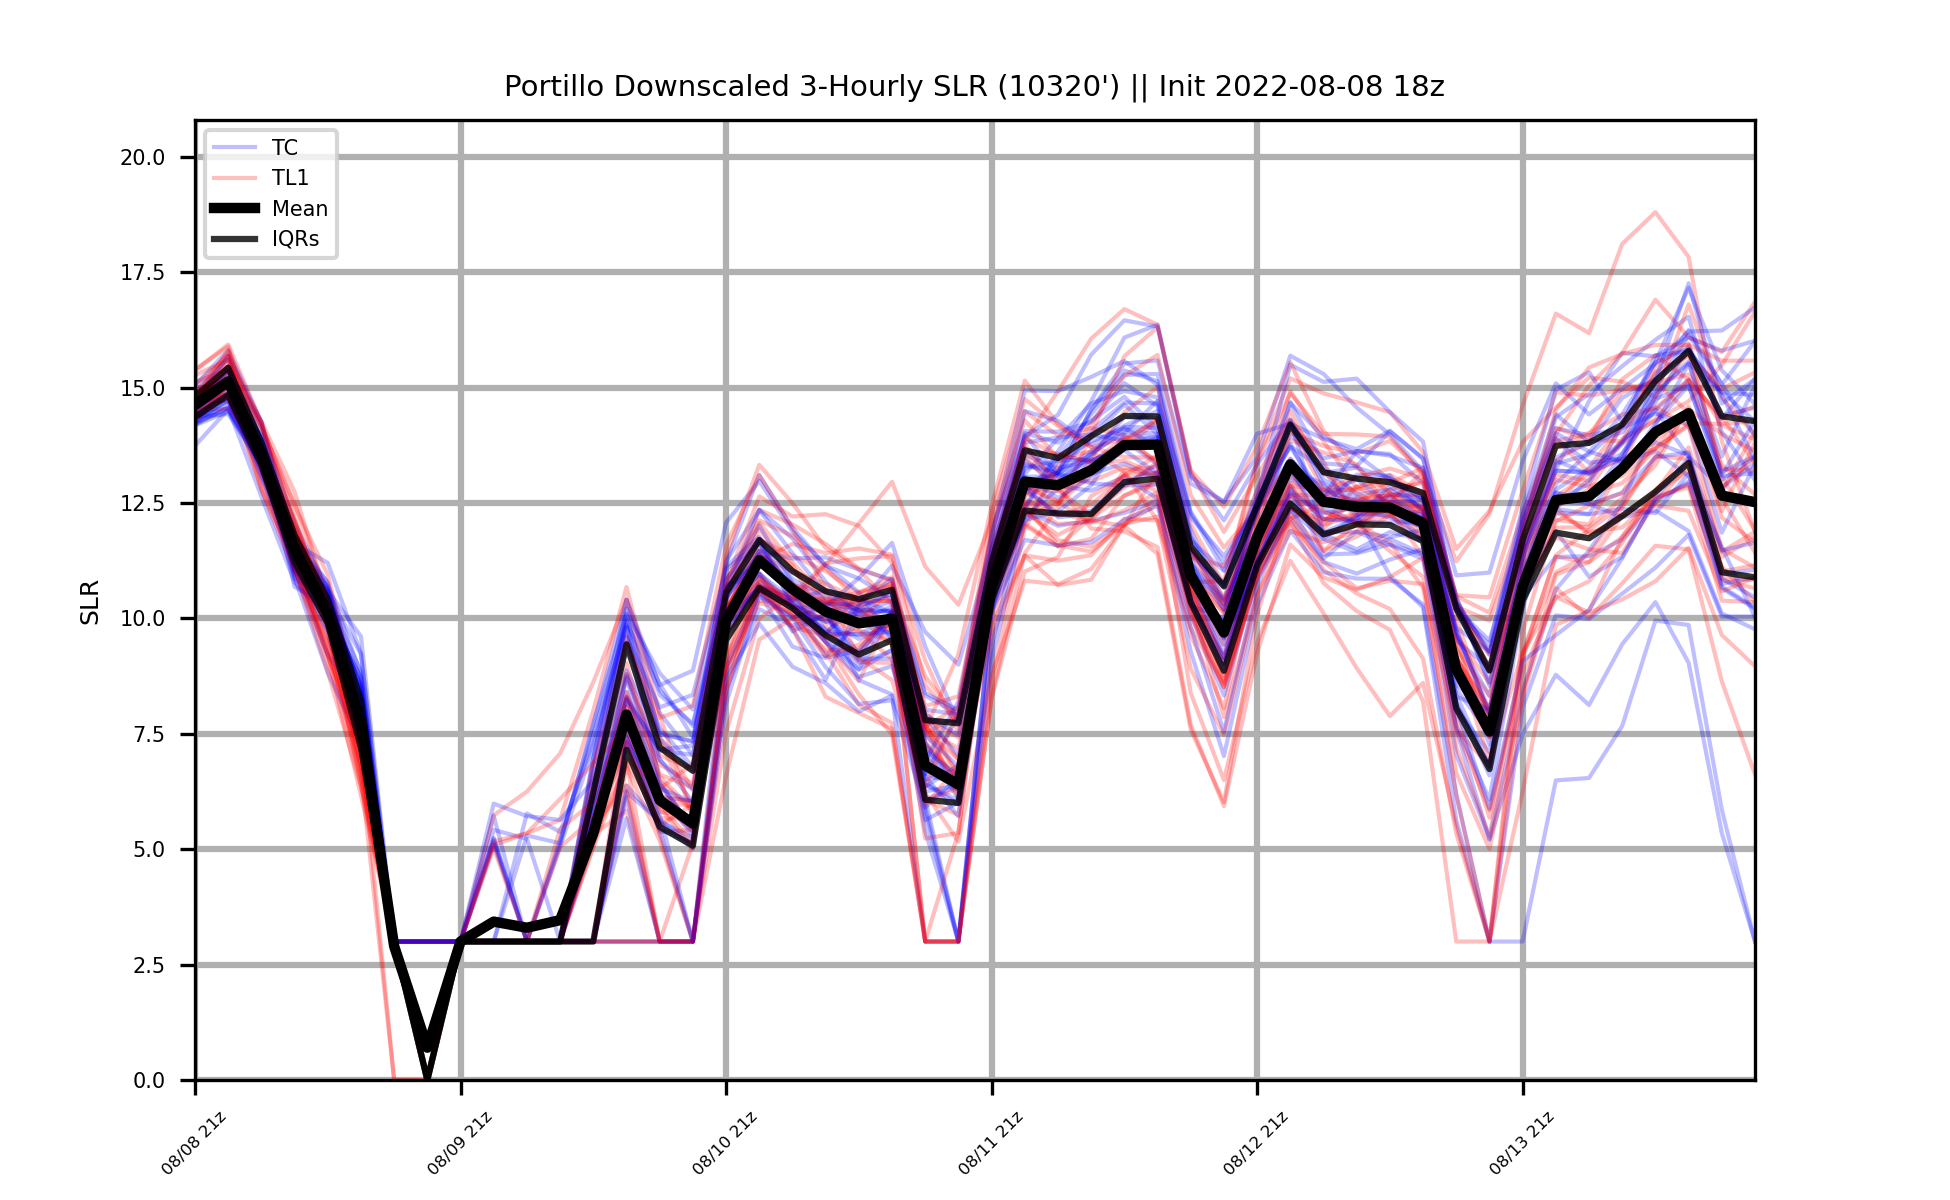 Portillo Downscaled 3-Hourly SLR (10320') || Init 2022-08-08 18z
TC
TL1
Mean
IQRs
20.0
17.5
15.0
12.5
10.0
7.5
5.0
2.5
0.0
SLR
08/08 21z
08/09 21z
08/10 21z
08/11 21z
08/12 21z
08/13 21z